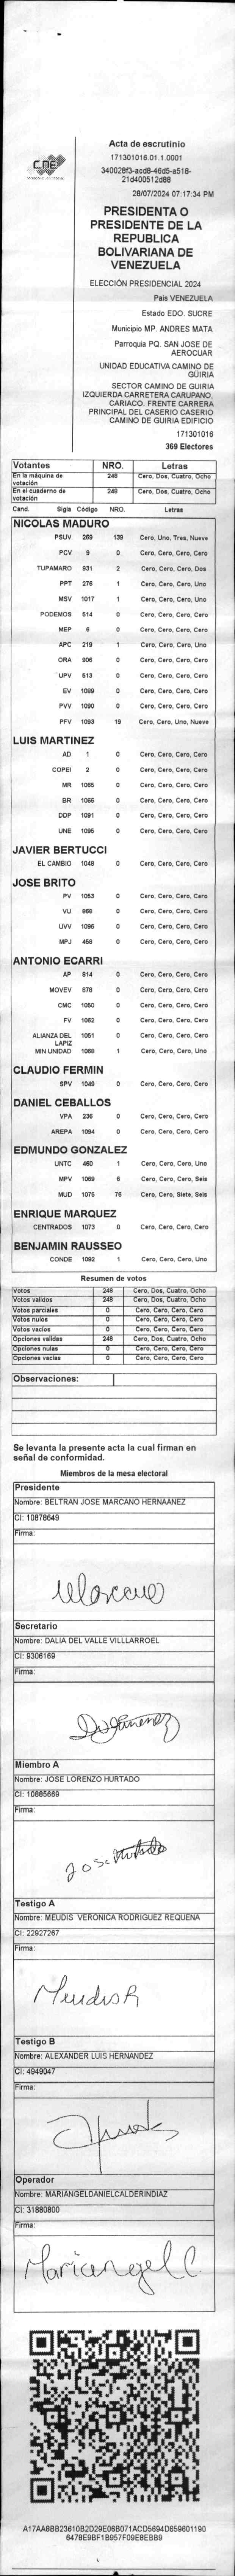 CNE
Acta de escrutinio
171301016.01.1.0001
340028f3-acd8-46d5-a518-
21d400512d88
28/07/2024 07:17:34 PM
PRESIDENTA O
PRESIDENTE DE LA
REPUBLICA
BOLIVARIANA DE
VENEZUELA
ELECCIÓN PRESIDENCIAL 2024
País VENEZUELA
Estado EDO. SUCRE
Municipio MP. ANDRES MATA
Parroquia PQ. SAN JOSE DE
AEROCUAR
UNIDAD EDUCATIVA CAMINO DE
GÜIRIA
SECTOR CAMINO DE GUIRIA
IZQUIERDA CARRETERA CARUPANO,
CARIACO. FRENTE CARRERA
PRINCIPAL DEL CASERIO CASERIO
CAMINO DE GUIRIA EDIFICIO
171301016
369 Electores
Votantes NRO. Letras
En la máquina de votación 248 Cero, Dos, Cuatro, Ocho
En el cuaderno de votación 248 Cero, Dos, Cuatro, Ocho
Cand. Sigla Código NRO. Letras
NICOLAS MADURO
PSUV 269 139 Cero, Uno, Tres, Nueve
PCV 9 0 Cero, Cero, Cero, Cero
TUPAMARO 931 2 Cero, Cero, Cero, Dos
PPT 276 1 Cero, Cero, Cero, Uno
MSV 1017 1 Cero, Cero, Cero, Uno
PODEMOS 514 0 Cero, Cero, Cero, Cero
MEP 6 0 Cero, Cero, Cero, Cero
APC 219 1 Cero, Cero, Cero, Uno
ORA 906 0 Cero, Cero, Cero, Cero
UPV 513 0 Cero, Cero, Cero, Cero
EV 1089 0 Cero, Cero, Cero, Cero
PVV 1090 0 Cero, Cero, Cero, Cero
PFV 1093 19 Cero, Cero, Uno, Nueve
LUIS MARTINEZ
AD 1 0 Cero, Cero, Cero, Cero
COPEI 2 0 Cero, Cero, Cero, Cero
MR 1065 0 Cero, Cero, Cero, Cero
BR 1066 0 Cero, Cero, Cero, Cero
DDP 1091 0 Cero, Cero, Cero, Cero
UNE 1095 0 Cero, Cero, Cero, Cero
JAVIER BERTUCCI
EL CAMBIO 1048 0 Cero, Cero, Cero, Cero
JOSE BRITO
PV 1053 0 Cero, Cero, Cero, Cero
VU 868 0 Cero, Cero, Cero, Cero
UVV 1096 0 Cero, Cero, Cero, Cero
MPJ 458 0 Cero, Cero, Cero, Cero
ANTONIO ECARRI
AP 814 0 Cero, Cero, Cero, Cero
MOVEV 878 0 Cero, Cero, Cero, Cero
CMC 1050 0 Cero, Cero, Cero, Cero
FV 1062 0 Cero, Cero, Cero, Cero
ALIANZA DEL LAPIZ 1051 0 Cero, Cero, Cero, Cero
MIN UNIDAD 1068 1 Cero, Cero, Cero, Uno
CLAUDIO FERMIN
SPV 1049 0 Cero, Cero, Cero, Cero
DANIEL CEBALLOS
VPA 236 0 Cero, Cero, Cero, Cero
AREPA 1094 0 Cero, Cero, Cero, Cero
EDMUNDO GONZALEZ
UNTC 460 1 Cero, Cero, Cero, Uno
MPV 1069 6 Cero, Cero, Cero, Seis
MUD 1075 76 Cero, Cero, Siete, Seis
ENRIQUE MARQUEZ
CENTRADOS 1073 0 Cero, Cero, Cero, Cero
BENJAMIN RAUSSEO
CONDE 1092 1 Cero, Cero, Cero, Uno
Resumen de votos
Votos 248 Cero, Dos, Cuatro, Ocho
Votos validos 248 Cero, Dos, Cuatro, Ocho
Votos parciales 0 Cero, Cero, Cero, Cero
Votos nulos 0 Cero, Cero, Cero, Cero
Votos vacios 0 Cero, Cero, Cero, Cero
Opciones validas 248 Cero, Dos, Cuatro, Ocho
Opciones nulas 0 Cero, Cero, Cero, Cero
Opciones vacias 0 Cero, Cero, Cero, Cero
Observaciones:
Se levanta la presente acta la cual firman en
señal de conformidad.
Miembros de la mesa electoral
Presidente
Nombre: BELTRAN JOSE MARCANO HERNAANEZ
CI: 10878649
Firma:
Marcano
Secretario
Nombre: DALIA DEL VALLE VILLLARROEL
CI: 9306169
Firma:
Miembro A
Nombre: JOSE LORENZO HURTADO
CI: 10885669
Firma:
Jose Hurtado
Testigo A
Nombre: MEUDIS VERONICA RODRIGUEZ REQUENA
CI: 22927267
Firma:
Meudis R
Testigo B
Nombre: ALEXANDER LUIS HERNANDEZ
CI: 4949047
Firma:
Operador
Nombre: MARIANGELDANIELCALDERINDIAZ
CI: 31880800
Firma:
Mariangel C
A17AA8BB23610B2D29E06B071ACD5694D659601190
6478E9BF1B957F09E8EBB9